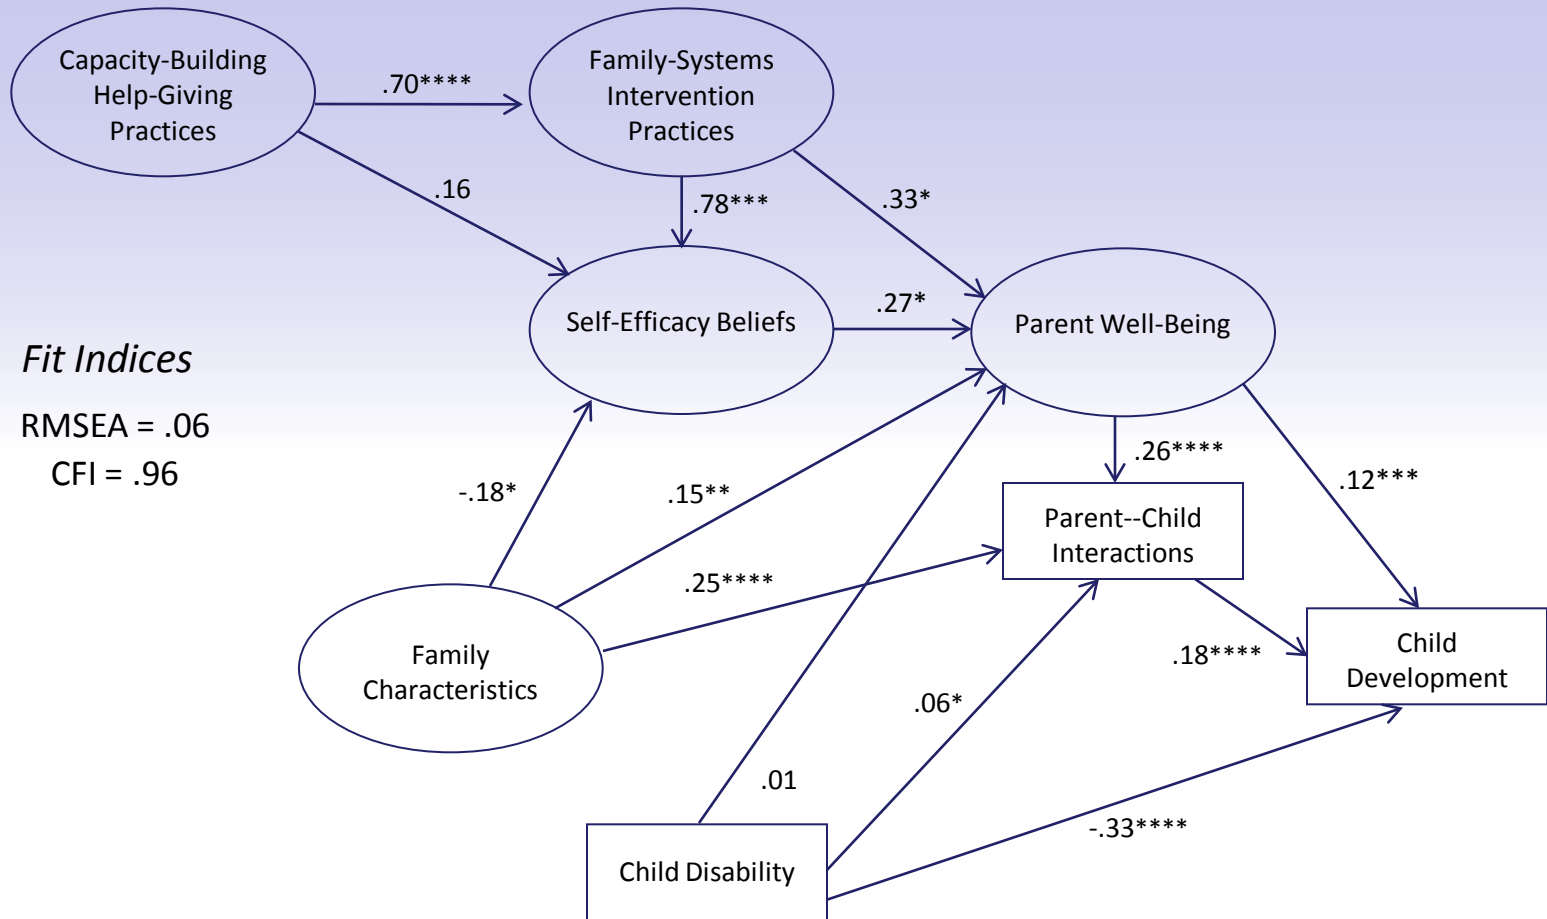 Capacity-Building
Help-Giving
Practices
.70****
Family-Systems
Intervention
Practices
.16
.78***
.33*
Self-Efficacy Beliefs
.27*
Parent Well-Being
Fit Indices
RMSEA = .06
CFI = .96
-.18*
.15**
.26****
.12***
Parent--Child
Interactions
.25****
Family
Characteristics
.18****
Child
Development
.06*
.01
-.33****
Child Disability